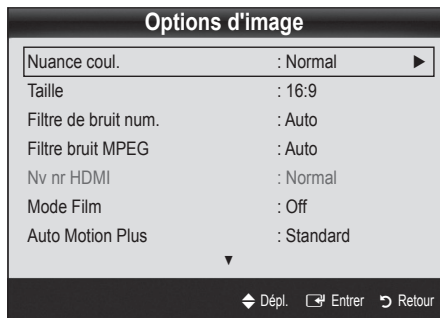 Options d'image
Nuance coul. : Normal ►
Taille : 16:9
Filtre de bruit num. : Auto
Filtre bruit MPEG : Auto
Nv nr HDMI : Normal
Mode Film : Off
Auto Motion Plus : Standard
▼
Dépl. Entrer Retour